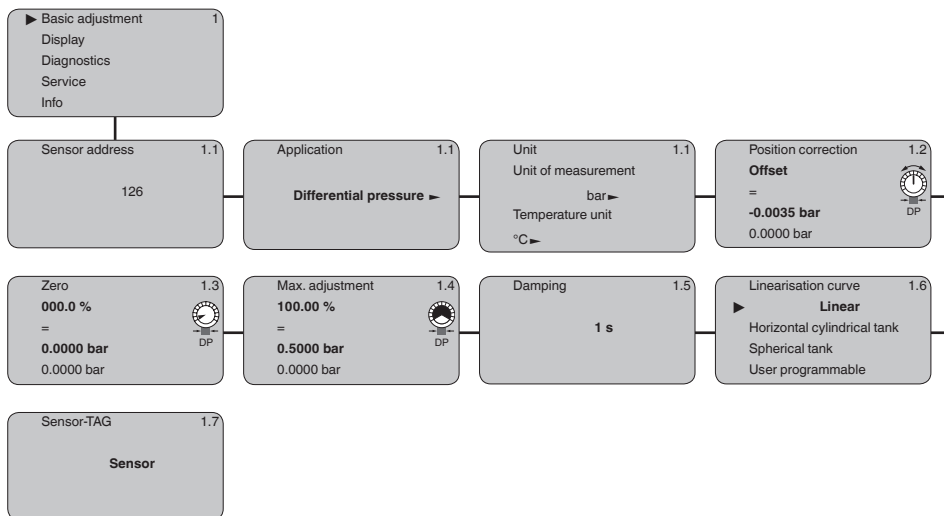 ▶ Basic adjustment 1
Display
Diagnostics
Service
Info
Sensor address 1.1
126
Application 1.1
Differential pressure ►
Unit 1.1
Unit of measurement
bar ►
Temperature unit
°C ►
Position correction 1.2
Offset
=
-0.0035 bar
0.0000 bar
DP
Zero 1.3
000.0 %
=
0.0000 bar
0.0000 bar
DP
Max. adjustment 1.4
100.00 %
=
0.5000 bar
0.0000 bar
DP
Damping 1.5
1 s
Linearisation curve 1.6
▶ Linear
Horizontal cylindrical tank
Spherical tank
User programmable
Sensor-TAG 1.7
Sensor